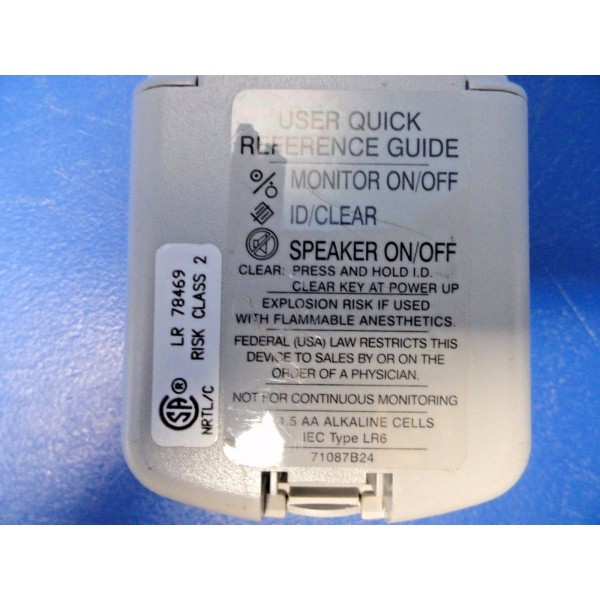 USER QUICK
REFERENCE GUIDE
MONITOR ON/OFF
ID/CLEAR
SPEAKER ON/OFF
CLEAR: PRESS AND HOLD I.D.
CLEAR KEY AT POWER UP
EXPLOSION RISK IF USED
WITH FLAMMABLE ANESTHETICS.
FEDERAL (USA) LAW RESTRICTS THIS
DEVICE TO SALES BY OR ON THE
ORDER OF A PHYSICIAN.
NOT FOR CONTINUOUS MONITORING
1.5 AA ALKALINE CELLS
IEC Type LR6
71087B24
LR 78469
RISK CLASS 2
SA ®
NRTL/C